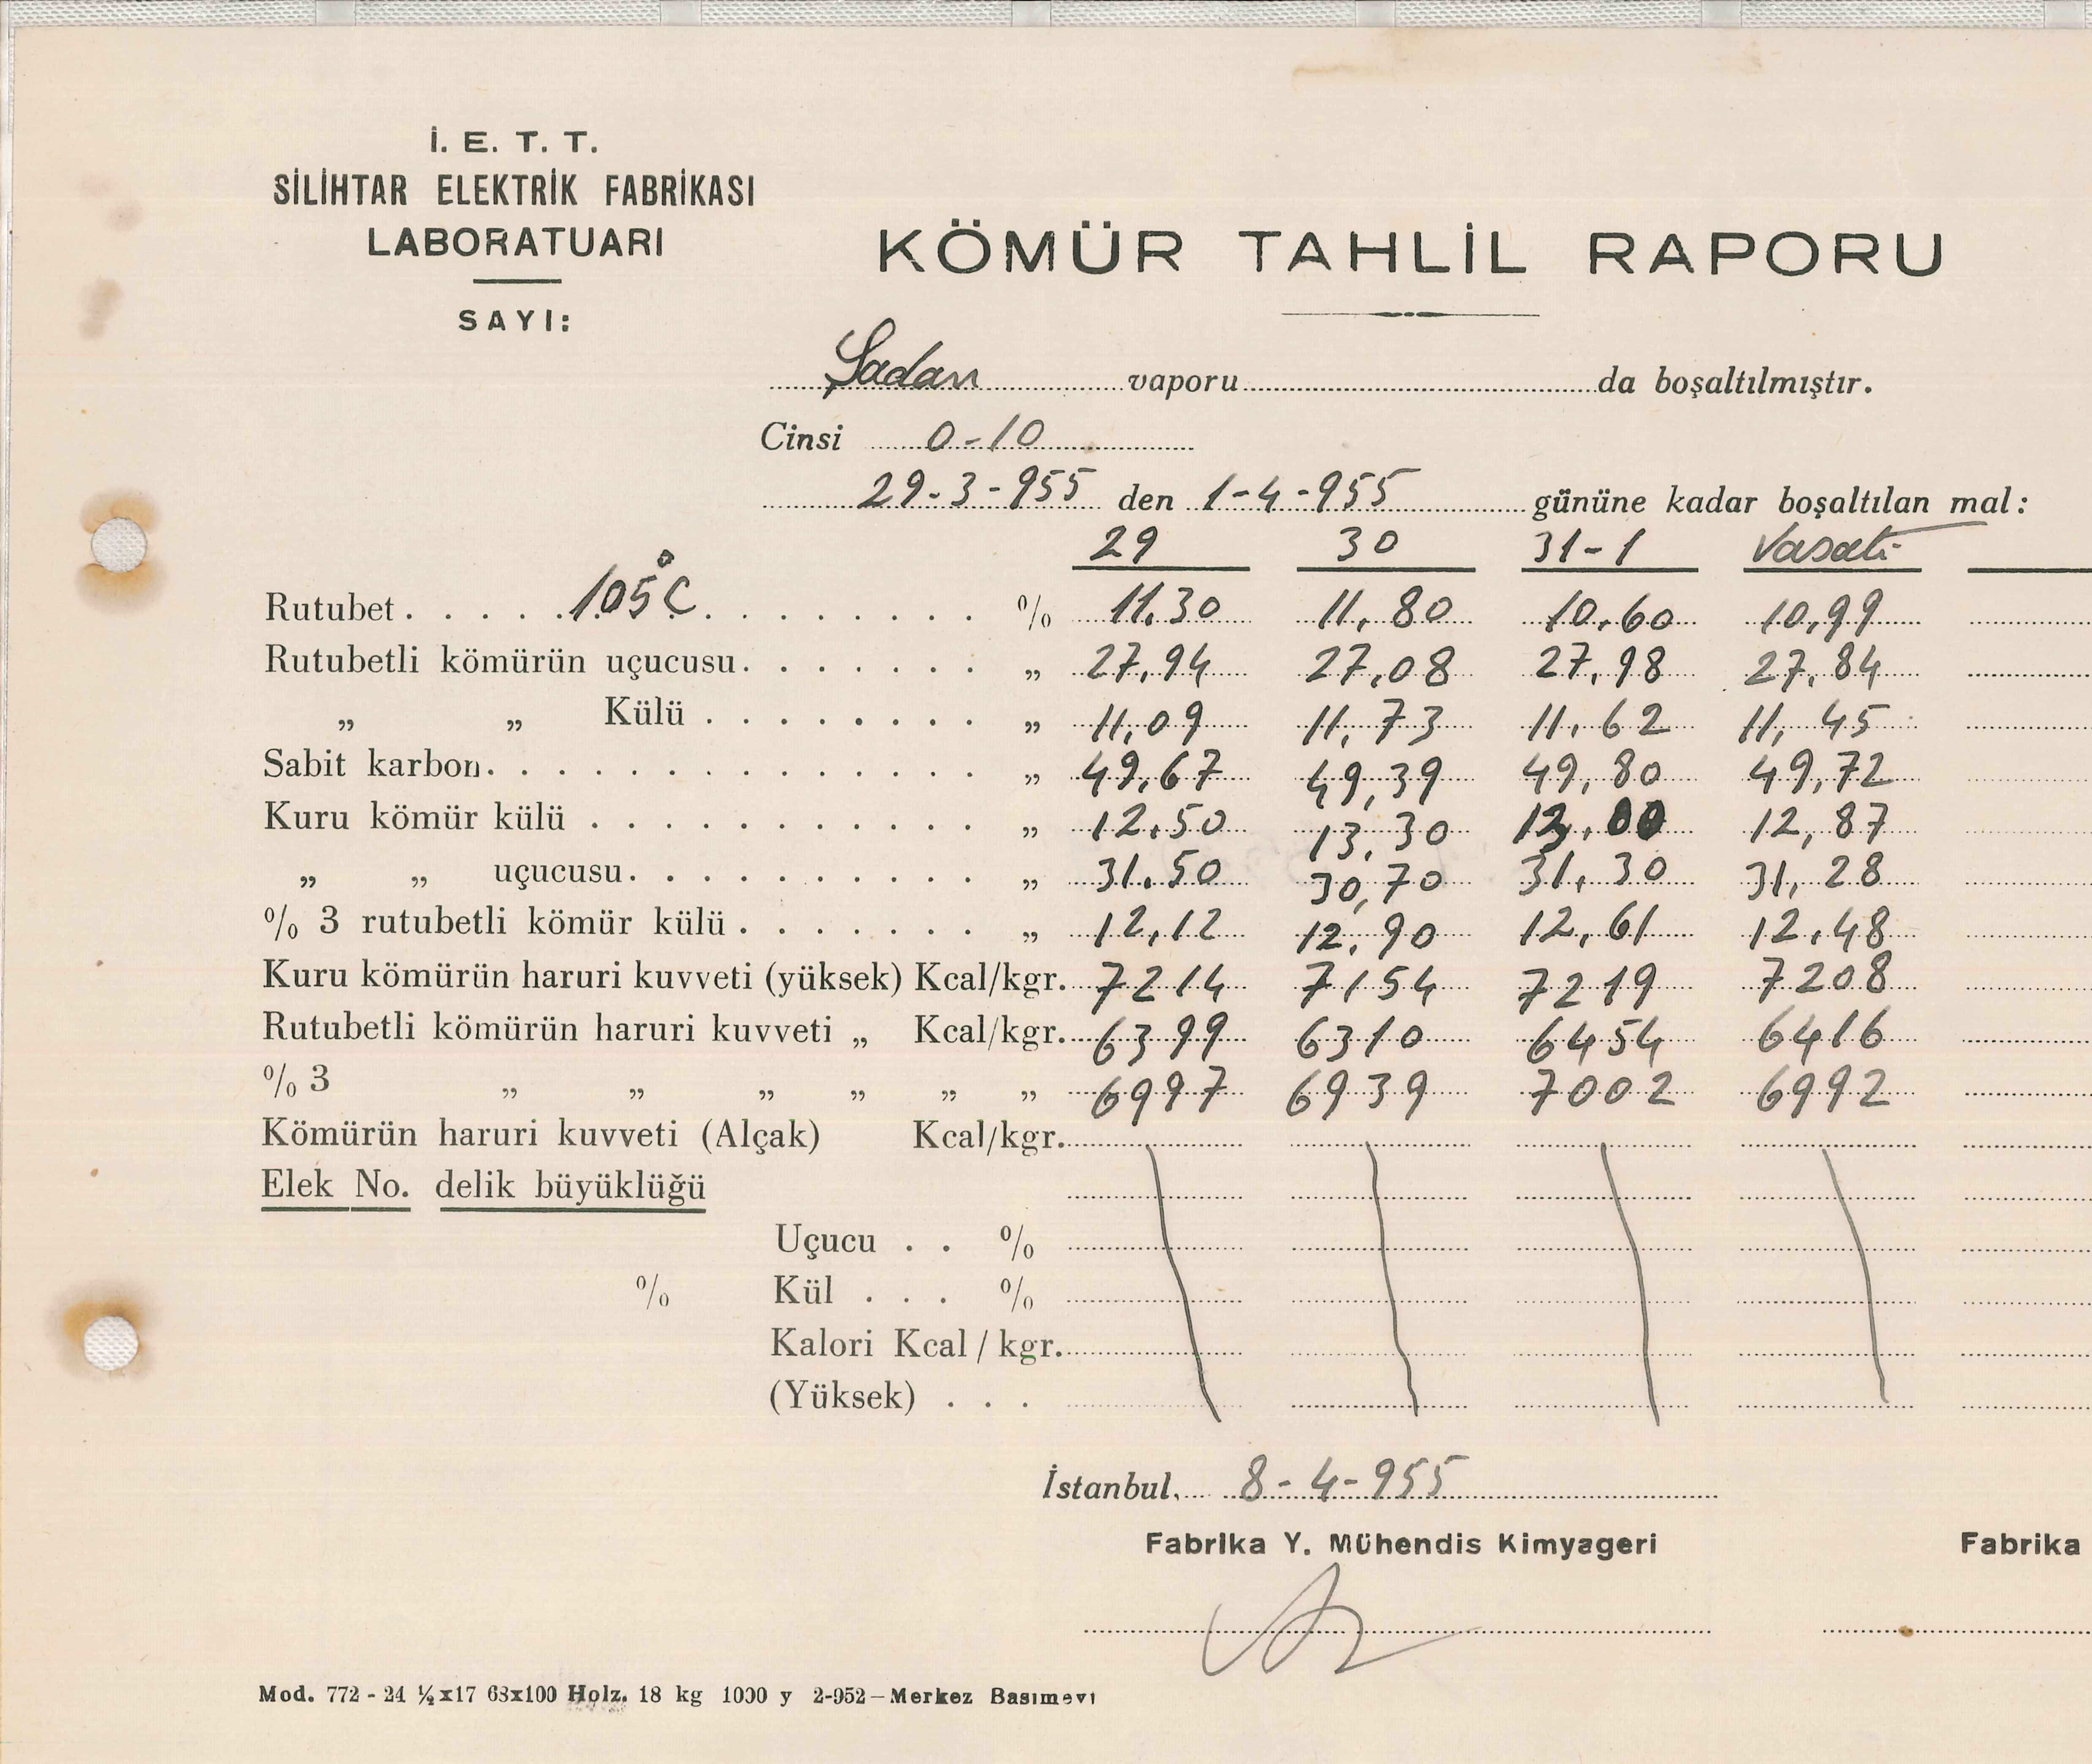 İ. E. T. T.
SİLİHTAR ELEKTRİK FABRİKASI
LABORATUARI
SAYI:
KÖMÜR TAHLİL RAPORU
Şadan vaporu da boşaltılmıştır.
Cinsi 0-10
29-3-955 den 1-4-955 gününe kadar boşaltılan mal:
29 30 31-1 Vasati
Rutubet. . . . . 105°C. . . . . . . . . % 11.30 11,80 10,60 10,99
Rutubetli kömürün uçucusu. . . . . . . „ 27,94 27,08 27,98 27,84
„ „ Külü . . . . . . . . „ 11,09 11,73 11,62 11,45
Sabit karbon. . . . . . . . . . . . . . „ 49,67 49,39 49,80 49,72
Kuru kömür külü . . . . . . . . . . . . „ 12,50 13,30 12,87
„ „ uçucusu. . . . . . . . . . „ 31.50 30,70 31,30 31,28
% 3 rutubetli kömür külü . . . . . . . „ 12,12 12,90 12,61 12,48
Kuru kömürün haruri kuvveti (yüksek) Kcal/kgr. 7214 7154 7219 7208
Rutubetli kömürün haruri kuvveti „ Kcal/kgr. 6399 6310 6454 6416
% 3 „ „ „ „ „ „ 6997 6939 7002 6992
Kömürün haruri kuvveti (Alçak) Kcal/kgr.
Elek No. delik büyüklüğü
Uçucu . . %
% Kül . . . %
Kalori Kcal / kgr.
(Yüksek) . . .
İstanbul, 8-4-955
Fabrika Y. Mühendis Kimyageri Fabrika
Mod. 772 - 24 ½x17 68x100 Holz. 18 kg 1000 y 2-952 — Merkez Basımevi